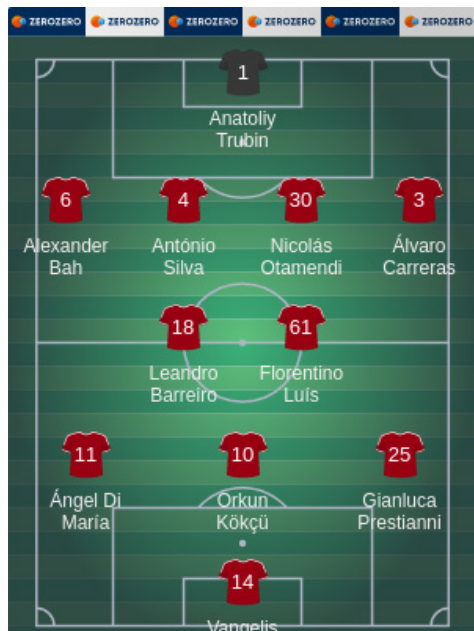 ZEROZERO ZEROZERO ZEROZERO ZEROZERO ZEROZERO ZEROZERO
1
Anatoliy
Trubin
6 4 30 3
Alexander António Nicolás Álvaro
Bah Silva Otamendi Carreras
18 61
Leandro Florentino
Barreiro Luís
11 10 25
Ángel Di Orkun Gianluca
María Kökçü Prestianni
14
Vangelis